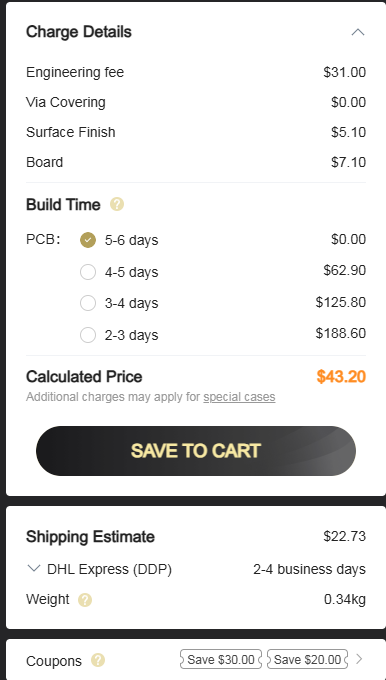 Charge Details
Engineering fee $31.00
Via Covering $0.00
Surface Finish $5.10
Board $7.10
Build Time ?
PCB: 5-6 days $0.00
4-5 days $62.90
3-4 days $125.80
2-3 days $188.60
Calculated Price $43.20
Additional charges may apply for special cases
SAVE TO CART
Shipping Estimate $22.73
DHL Express (DDP) 2-4 business days
Weight ? 0.34kg
Coupons ? Save $30.00 Save $20.00